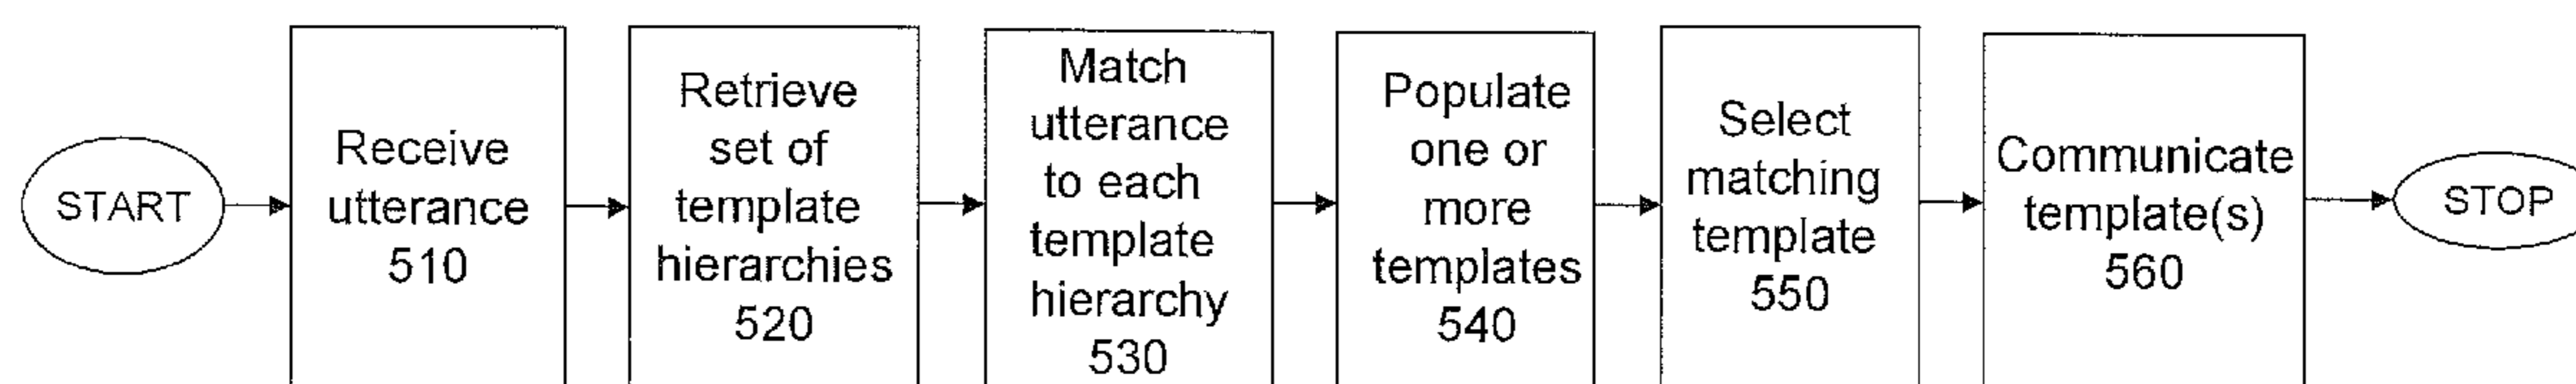 START
Receive
utterance
510
Retrieve
set of
template
hierarchies
520
Match
utterance
to each
template
hierarchy
530
Populate
one or
more
templates
540
Select
matching
template
550
Communicate
template(s)
560
STOP